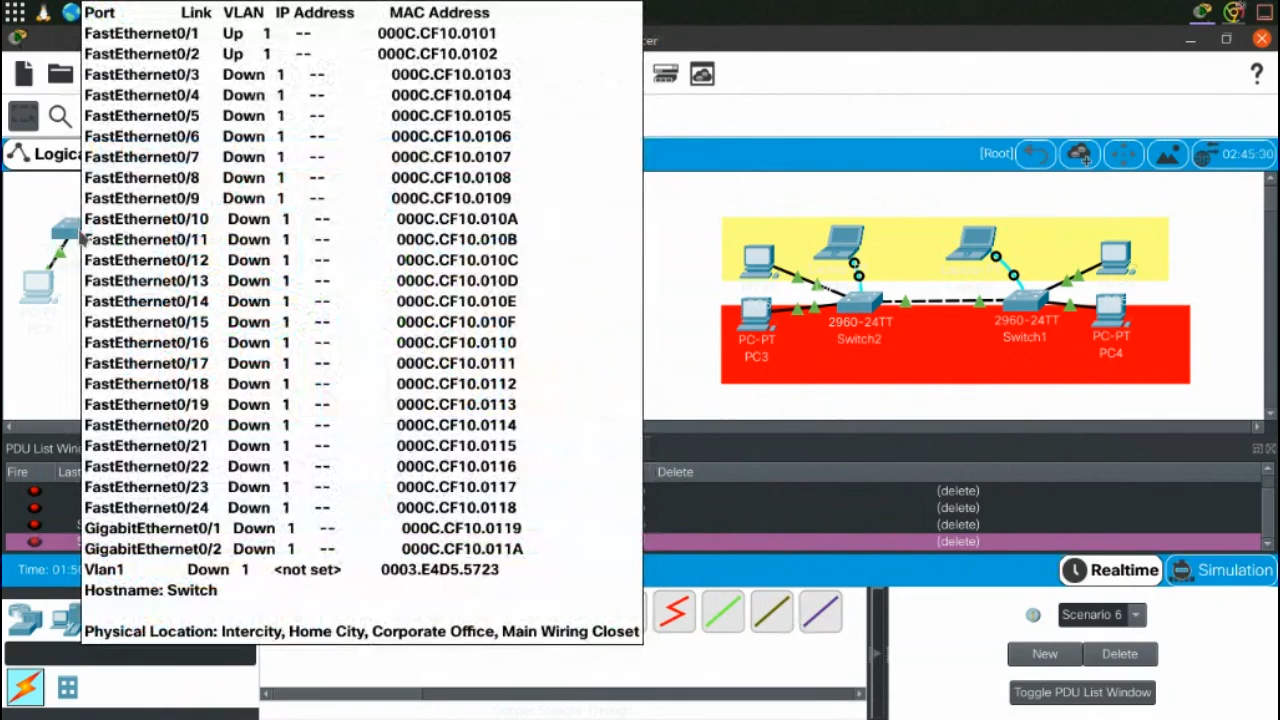 Port Link VLAN IP Address MAC Address
FastEthernet0/1 Up 1 -- 000C.CF10.0101
FastEthernet0/2 Up 1 -- 000C.CF10.0102
FastEthernet0/3 Down 1 -- 000C.CF10.0103
FastEthernet0/4 Down 1 -- 000C.CF10.0104
FastEthernet0/5 Down 1 -- 000C.CF10.0105
FastEthernet0/6 Down 1 -- 000C.CF10.0106
FastEthernet0/7 Down 1 -- 000C.CF10.0107
FastEthernet0/8 Down 1 -- 000C.CF10.0108
FastEthernet0/9 Down 1 -- 000C.CF10.0109
FastEthernet0/10 Down 1 -- 000C.CF10.010A
FastEthernet0/11 Down 1 -- 000C.CF10.010B
FastEthernet0/12 Down 1 -- 000C.CF10.010C
FastEthernet0/13 Down 1 -- 000C.CF10.010D
FastEthernet0/14 Down 1 -- 000C.CF10.010E
FastEthernet0/15 Down 1 -- 000C.CF10.010F
FastEthernet0/16 Down 1 -- 000C.CF10.0110
FastEthernet0/17 Down 1 -- 000C.CF10.0111
FastEthernet0/18 Down 1 -- 000C.CF10.0112
FastEthernet0/19 Down 1 -- 000C.CF10.0113
FastEthernet0/20 Down 1 -- 000C.CF10.0114
FastEthernet0/21 Down 1 -- 000C.CF10.0115
FastEthernet0/22 Down 1 -- 000C.CF10.0116
FastEthernet0/23 Down 1 -- 000C.CF10.0117
FastEthernet0/24 Down 1 -- 000C.CF10.0118
GigabitEthernet0/1 Down 1 -- 000C.CF10.0119
GigabitEthernet0/2 Down 1 -- 000C.CF10.011A
Vlan1 Down 1 <not set> 0003.E4D5.5723
Hostname: Switch
Physical Location: Intercity, Home City, Corporate Office, Main Wiring Closet
ter
?
Logica
[Root]
02:45:30
2960-24TT
Switch2
2960-24TT
Switch1
PC-PT
PC3
PC-PT
PC4
PDU List Wind
Fire Last
Delete
(delete)
(delete)
(delete)
(delete)
Time: 01:50
Realtime
Simulation
Scenario 6
New
Delete
Toggle PDU List Window